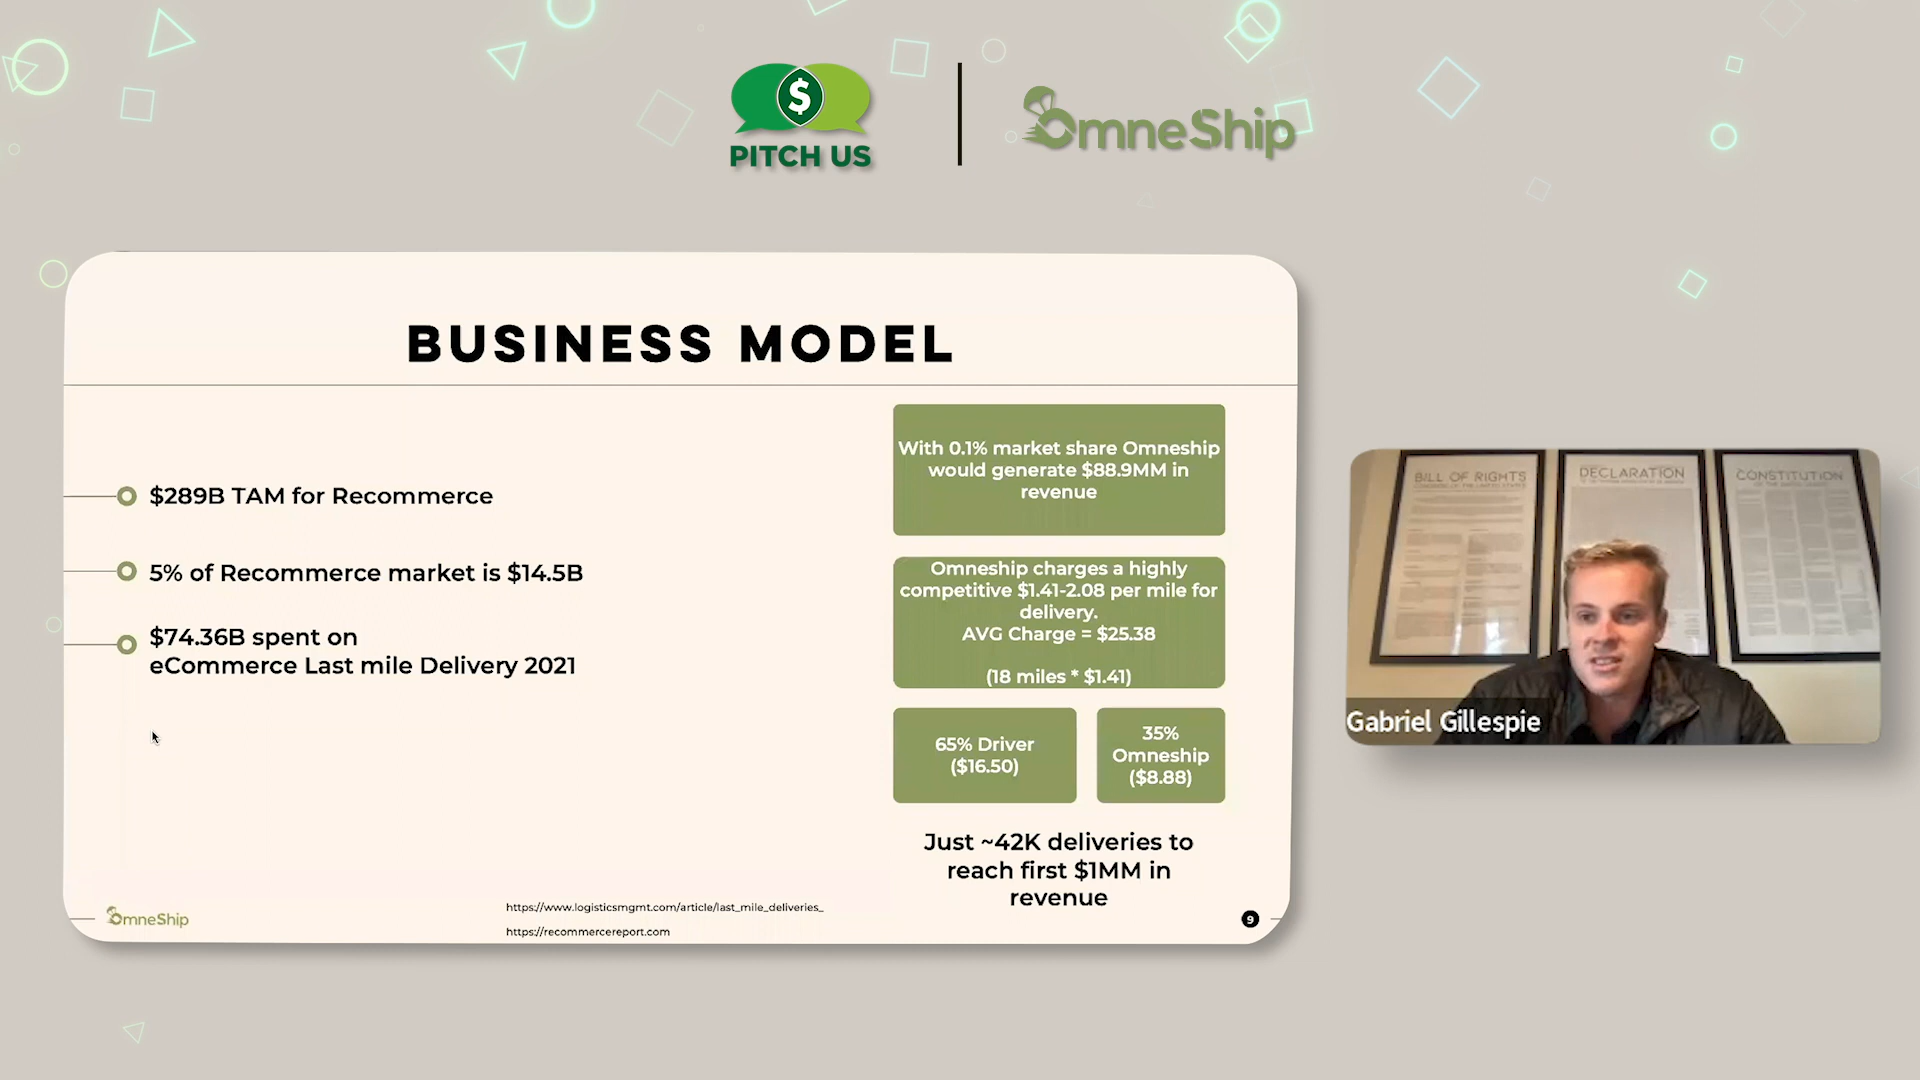 PITCH US
OmneShip
BUSINESS MODEL
$289B TAM for Recommerce
5% of Recommerce market is $14.5B
$74.36B spent on
eCommerce Last mile Delivery 2021
With 0.1% market share Omneship
would generate $88.9MM in
revenue
Omneship charges a highly
competitive $1.41-2.08 per mile for
delivery.
AVG Charge = $25.38
(18 miles * $1.41)
65% Driver
($16.50)
35%
Omneship
($8.88)
Just ~42K deliveries to
reach first $1MM in
revenue
OmneShip
https://www.logisticsmgmt.com/article/last_mile_deliveries_
https://recommercereport.com
9
BILL OF RIGHTS
DECLARATION
CONSTITUTION
Gabriel Gillespie